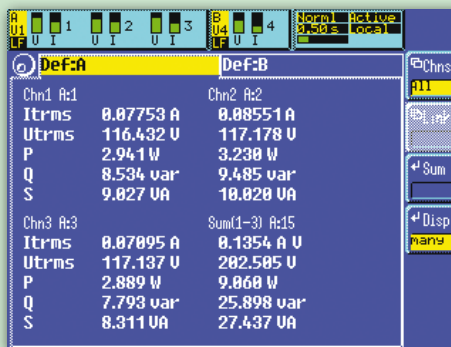 A B Norml Active
U1 1 2 3 U4 4 0.50s Local
LF U I U I U I LF U I
Def:A Def:B
Chns
All
Chn1 A:1 Chn2 A:2
Itrms 0.07753 A 0.08551 A
Utrms 116.432 V 117.178 V
Link
P 2.941 W 3.230 W
Q 8.534 var 9.485 var
Sum
S 9.027 VA 10.020 VA
Chn3 A:3 Sum(1-3) A:15
Disp
Itrms 0.07095 A 0.1354 A V
many
Utrms 117.137 V 202.505 V
P 2.889 W 9.060 W
Q 7.793 var 25.898 var
S 8.311 VA 27.437 VA